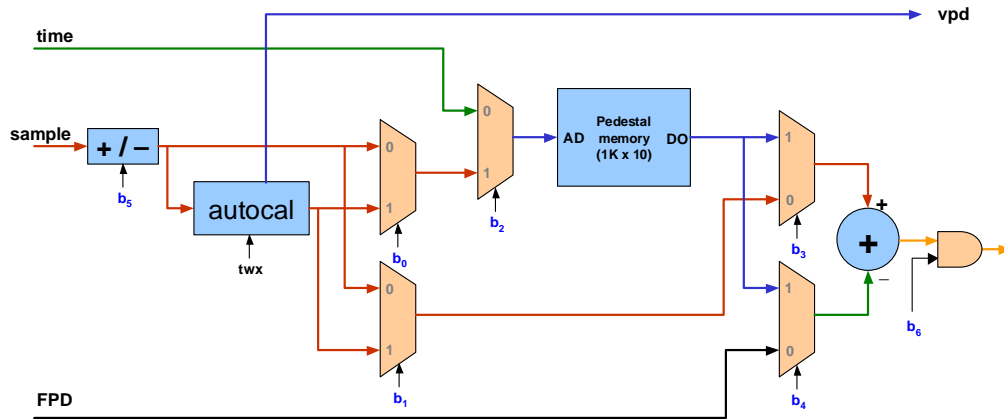 vpd
time
0
sample
+ / −
Pedestal
memory
(1K x 10)
AD
DO
0
1
1
b5
autocal
1
b2
0
+
twx
b0
b3
+
0
−
1
b6
1
0
FPD
b1
b4